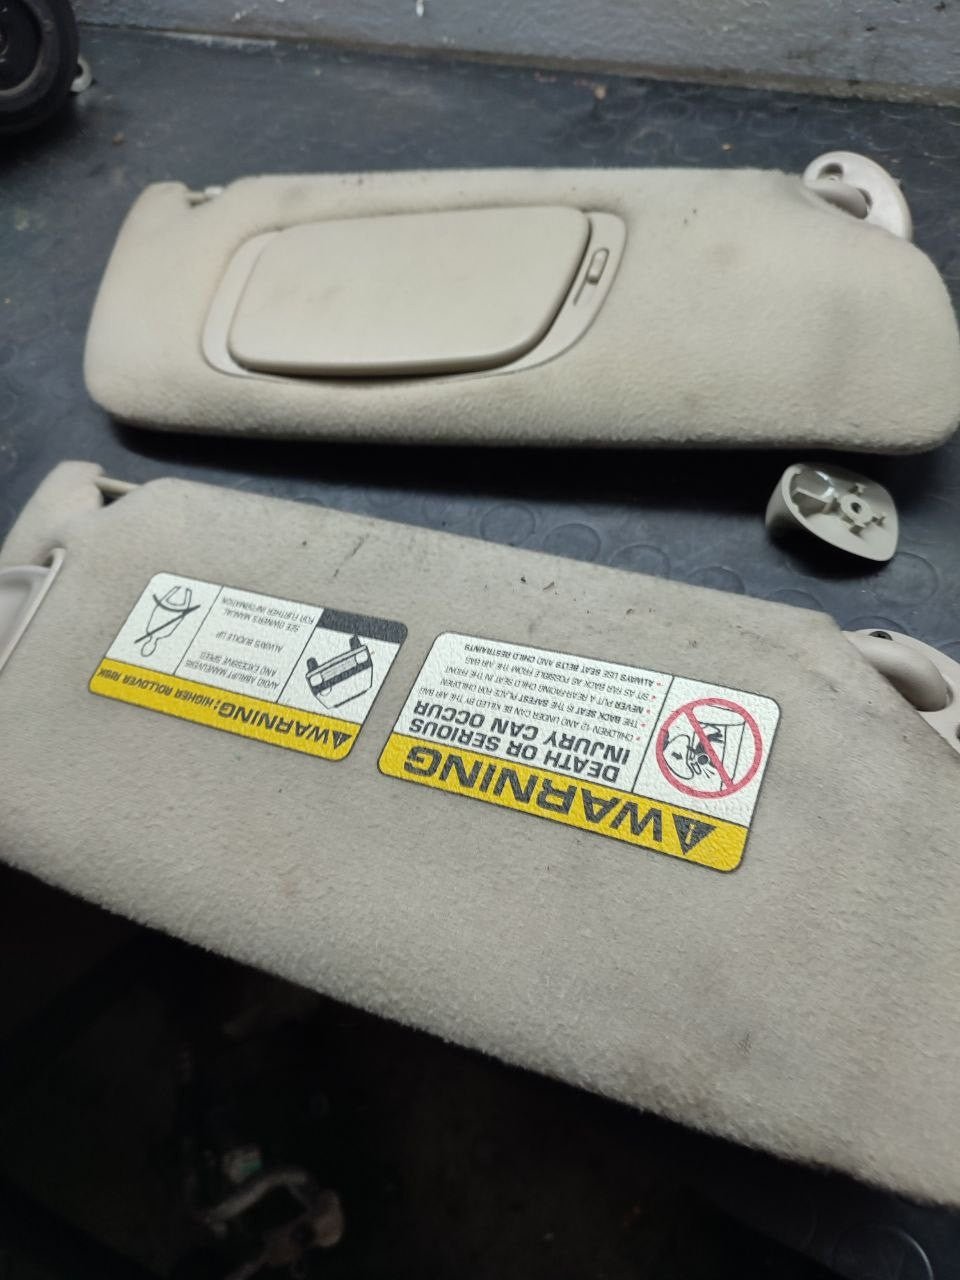 WARNING
DEATH OR SERIOUS
INJURY CAN OCCUR
• CHILDREN 12 AND UNDER CAN BE KILLED BY THE AIR BAG
• THE BACK SEAT IS THE SAFEST PLACE FOR CHILDREN
• NEVER PUT A REAR-FACING CHILD SEAT IN THE FRONT
• SIT AS FAR BACK AS POSSIBLE FROM THE AIR BAG
• ALWAYS USE SEAT BELTS AND CHILD RESTRAINTS
WARNING: HIGHER ROLLOVER RISK
AVOID ABRUPT MANEUVERS
AND EXCESSIVE SPEED
ALWAYS BUCKLE UP
SEE OWNER'S MANUAL
FOR FURTHER INFORMATION